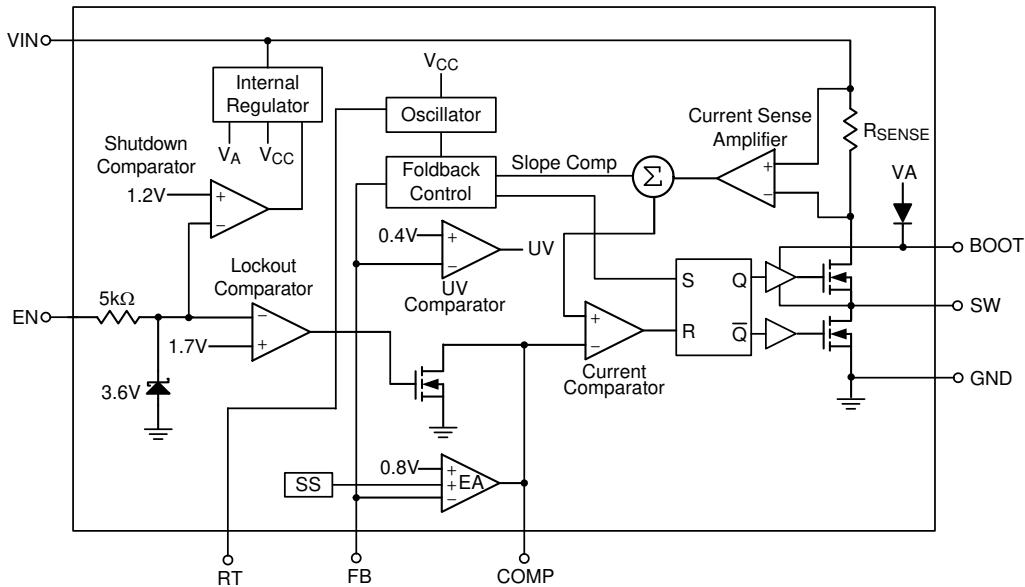 VIN
Internal
Regulator
VA
VCC
Shutdown
Comparator
1.2V
+
−
VCC
Oscillator
Foldback
Control
Slope Comp
Σ
Current Sense
Amplifier
+
−
RSENSE
VA
BOOT
0.4V
+
−
UV
UV
Comparator
Lockout
Comparator
5kΩ
EN
−
+
1.7V
3.6V
S
Q
R
Q̅
+
−
Current
Comparator
SW
GND
0.8V
SS
+
+
−
EA
RT
FB
COMP